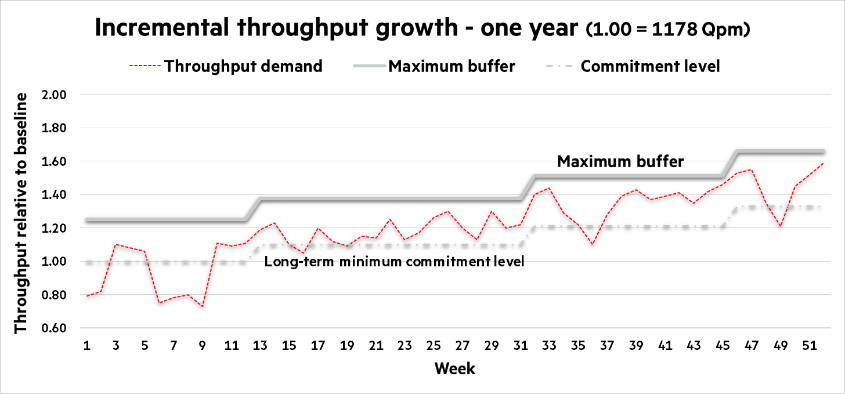 Incremental throughput growth - one year (1.00 = 1178 Qpm)
Throughput demand Maximum buffer Commitment level
Throughput relative to baseline
2.00
1.80
1.60
1.40
1.20
1.00
0.80
0.60
Maximum buffer
Long-term minimum commitment level
1 3 5 7 9 11 13 15 17 19 21 23 25 27 29 31 33 35 37 39 41 43 45 47 49 51
Week